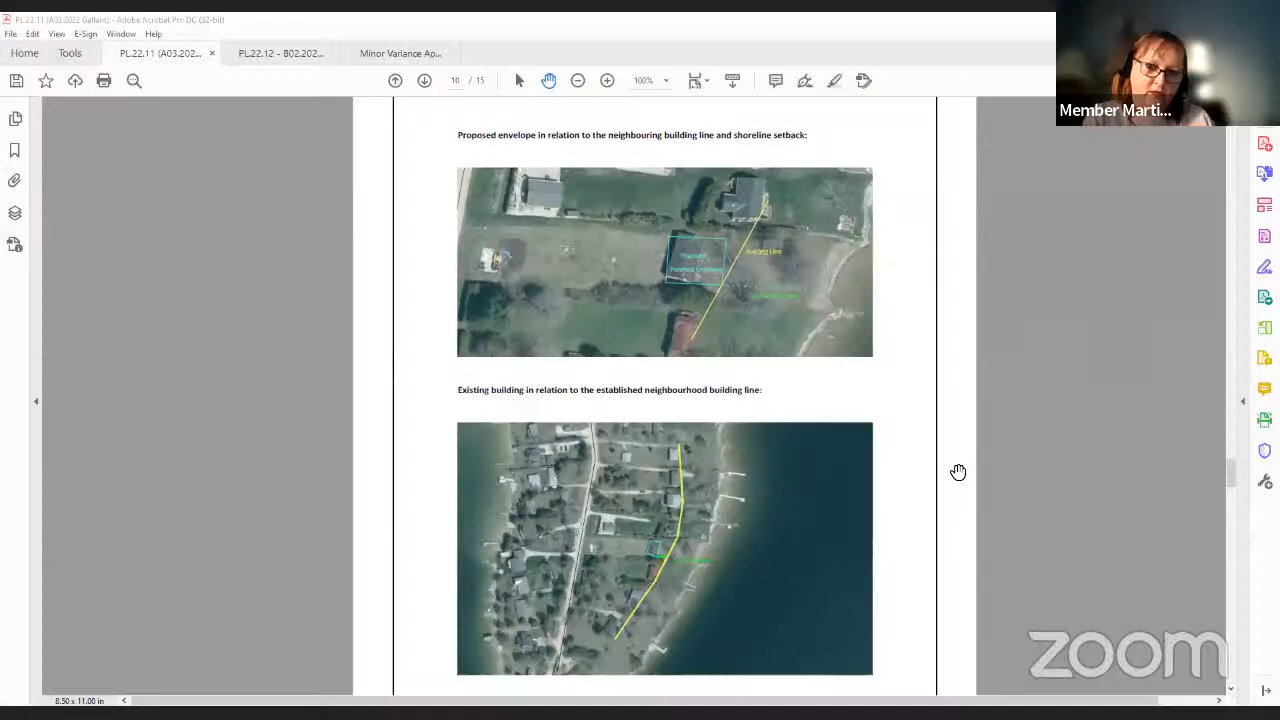 PL.22.11 (A03.2022 Gallant) - Adobe Acrobat Pro DC (32-bit)
File Edit View E-Sign Window Help
Home Tools PL.22.11 (A03.202... × PL.22.12 - B02.202... Minor Variance Ap...
10 / 15 100%
Member Marti...
Proposed envelope in relation to the neighbouring building line and shoreline setback:
Building Line
Proposed
Potential Envelope
Existing building in relation to the established neighbourhood building line:
zoom
8.50 x 11.00 in